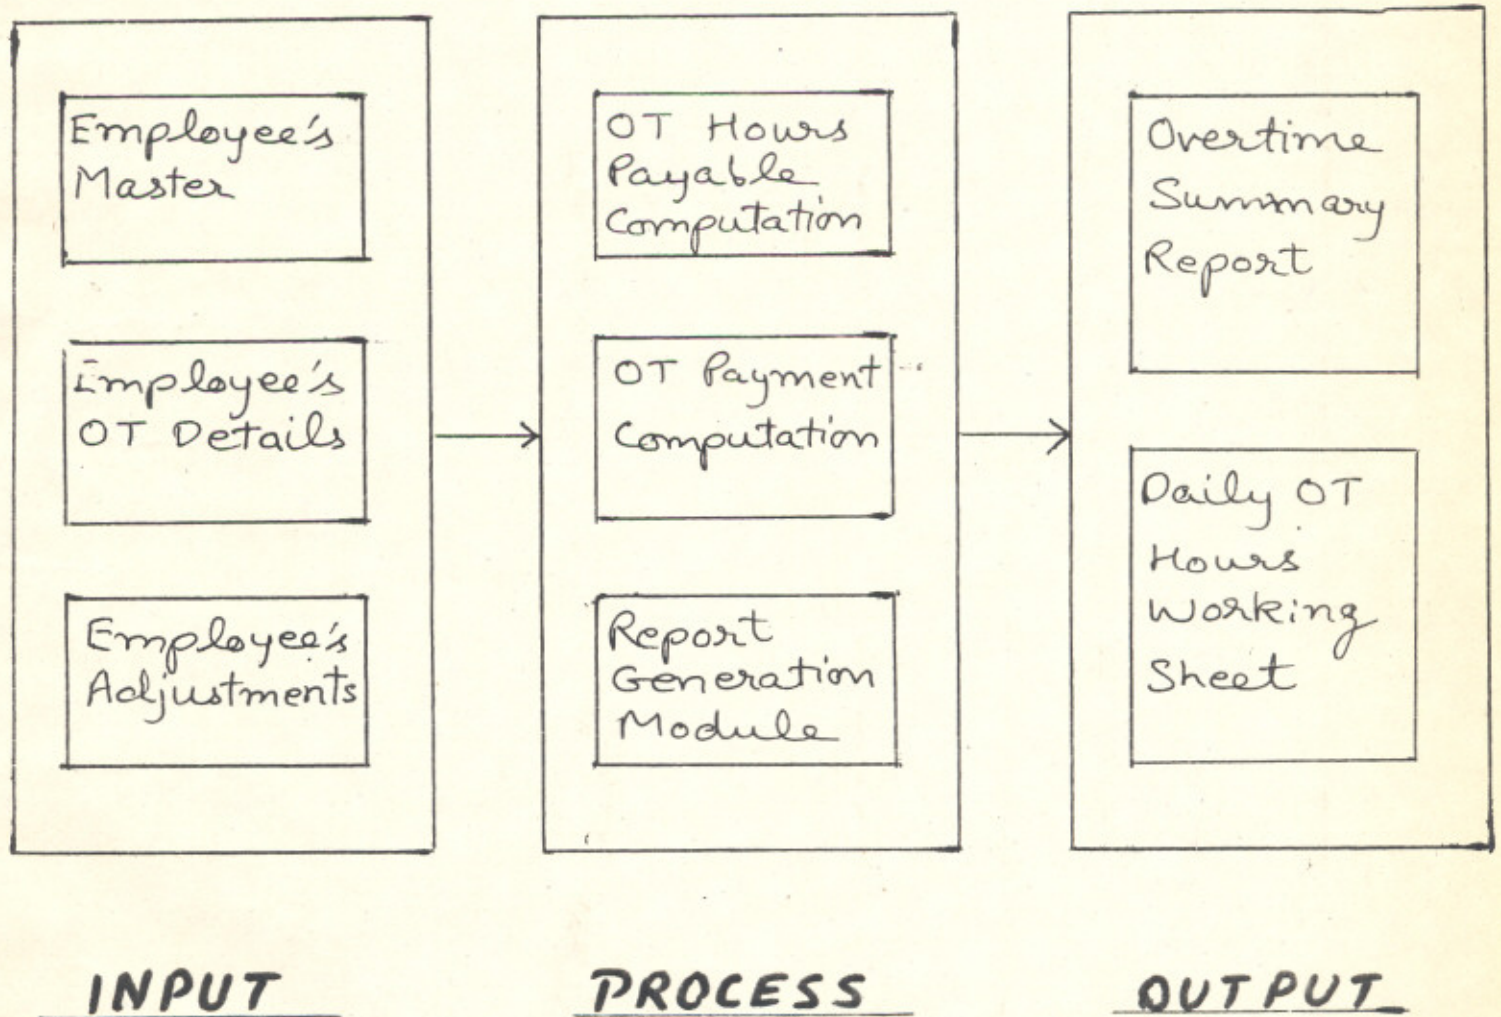 Employee's
Master
Employee's
OT Details
Employee's
Adjustments
OT Hours
Payable
Computation
OT Payment
Computation
Report
Generation
Module
Overtime
Summary
Report
Daily OT
Hours
Working
Sheet
INPUT
PROCESS
OUTPUT